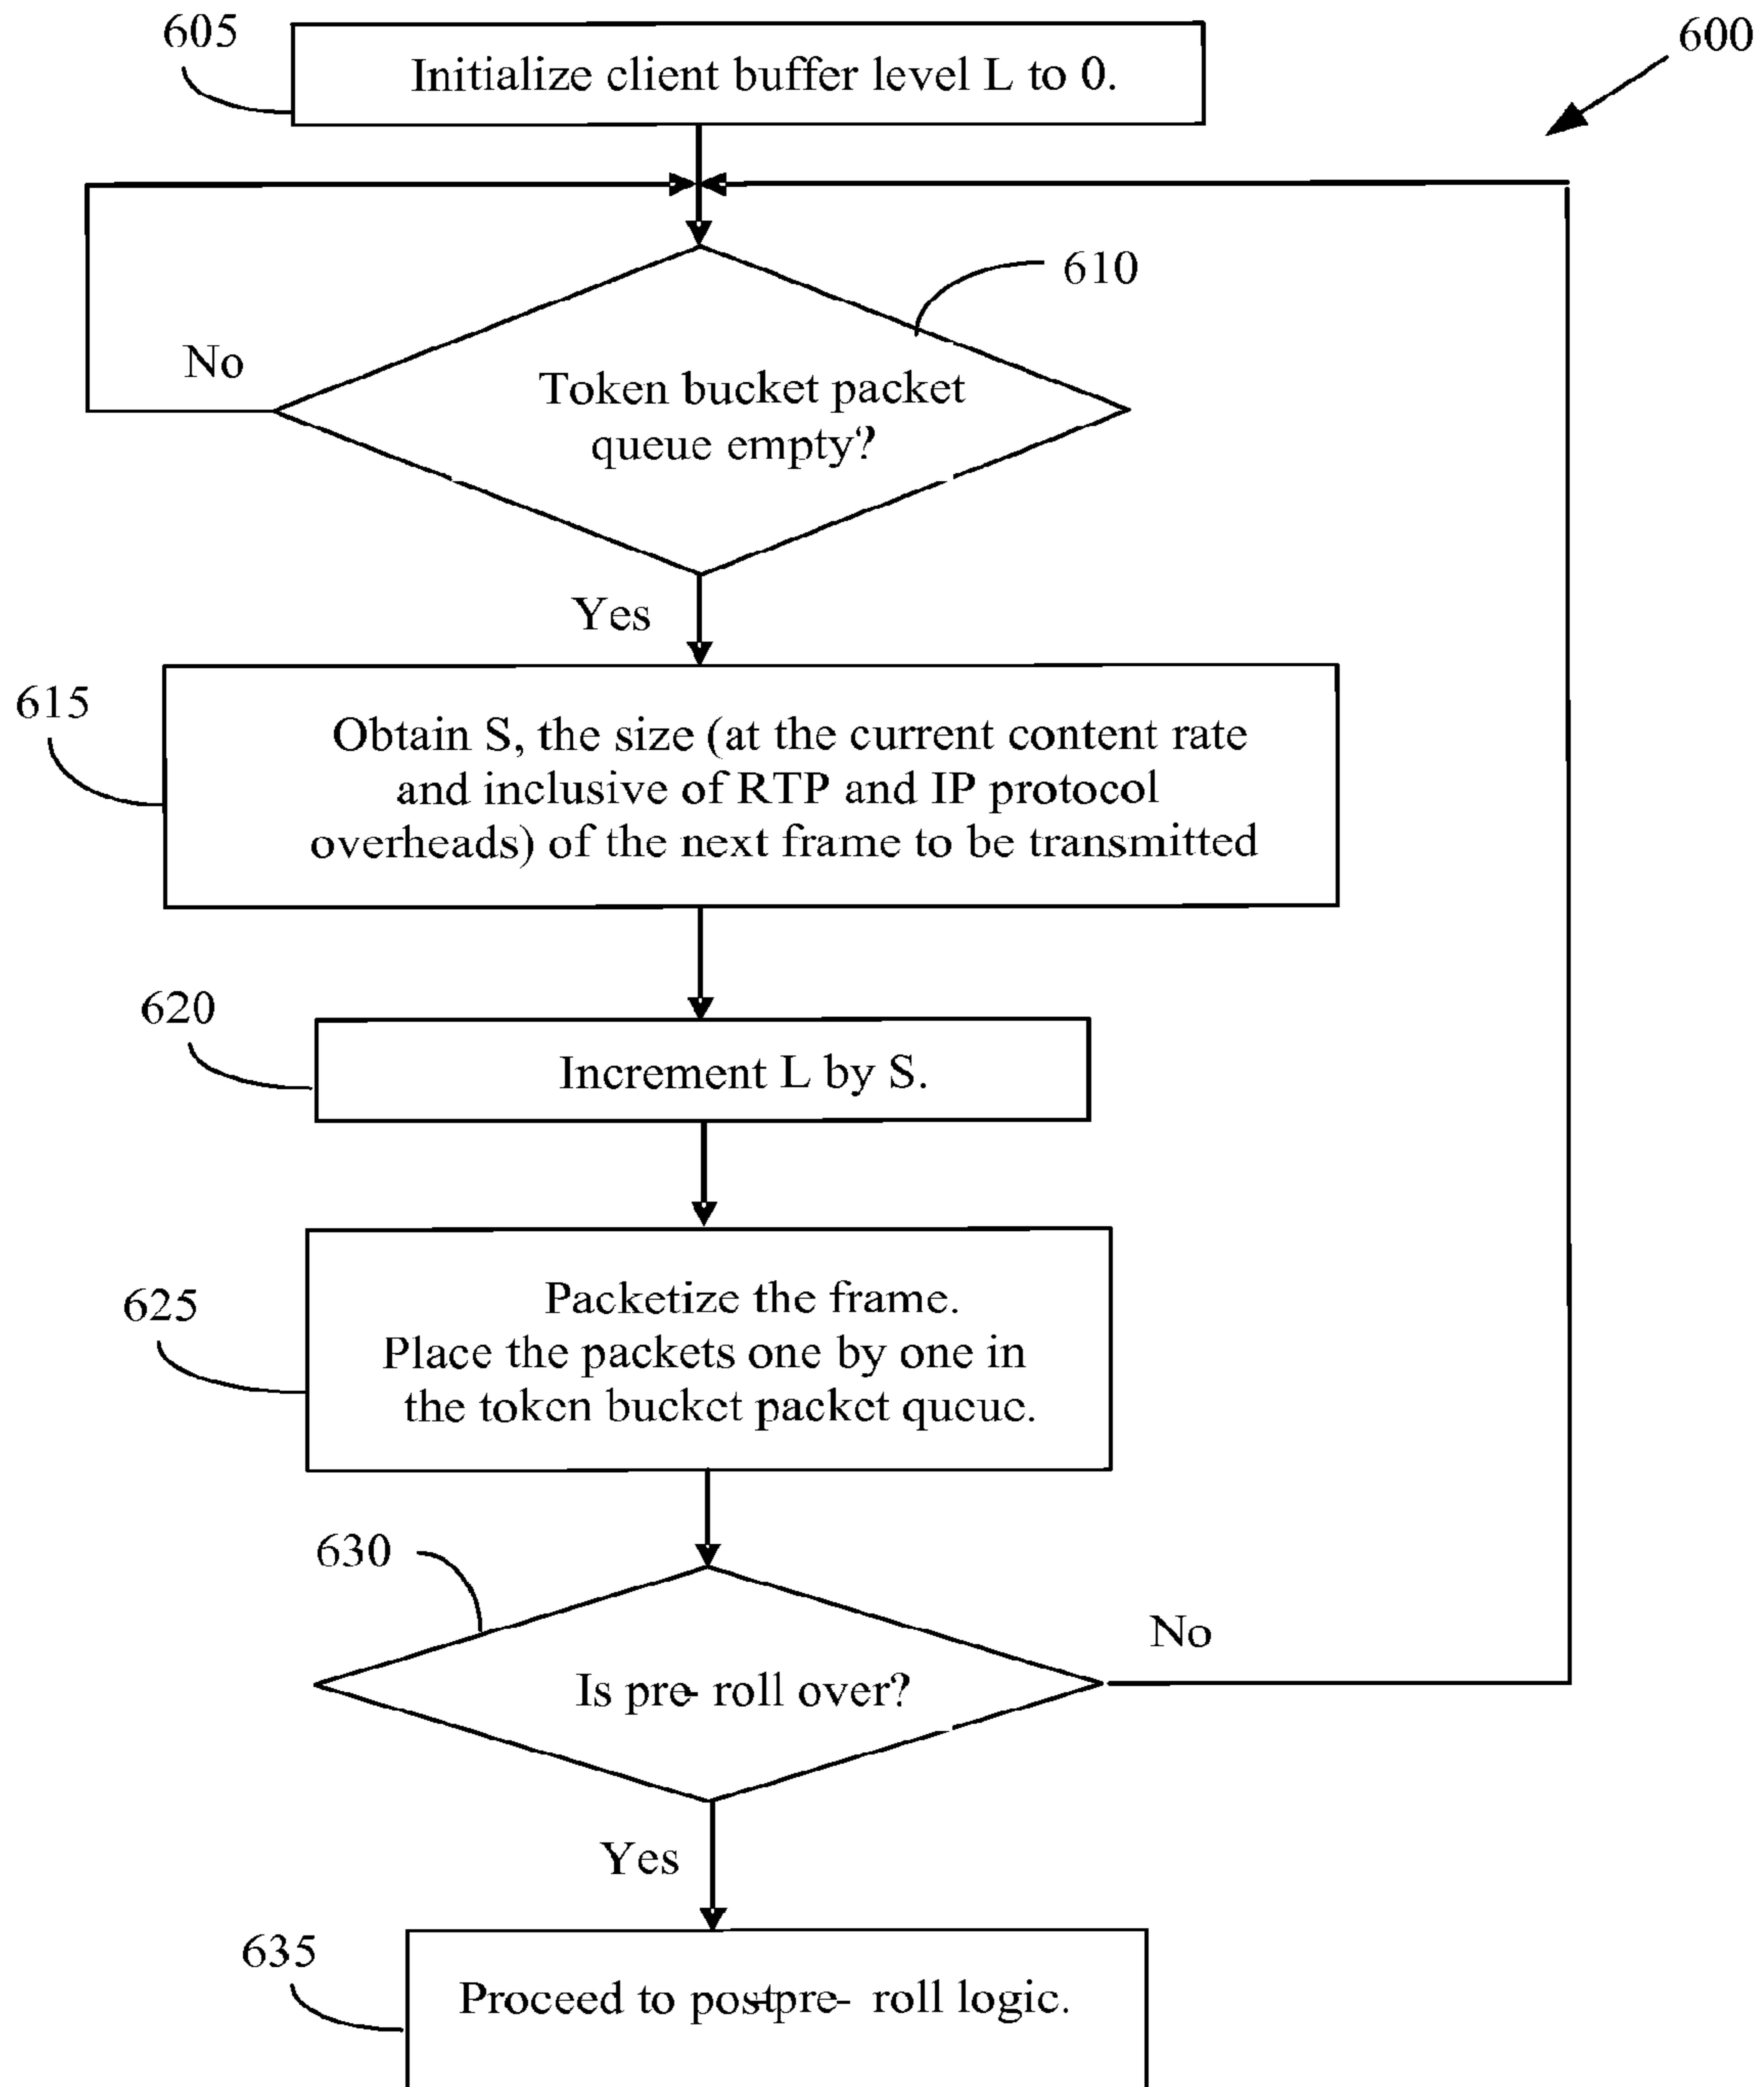 605
Initialize client buffer level L to 0.
600
610
No
Token bucket packet
queue empty?
Yes
615
Obtain S, the size (at the current content rate
and inclusive of RTP and IP protocol
overheads) of the next frame to be transmitted
620
Increment L by S.
625
Packetize the frame.
Place the packets one by one in
the token bucket packet queue.
630
No
Is pre- roll over?
Yes
635
Proceed to post-pre- roll logic.